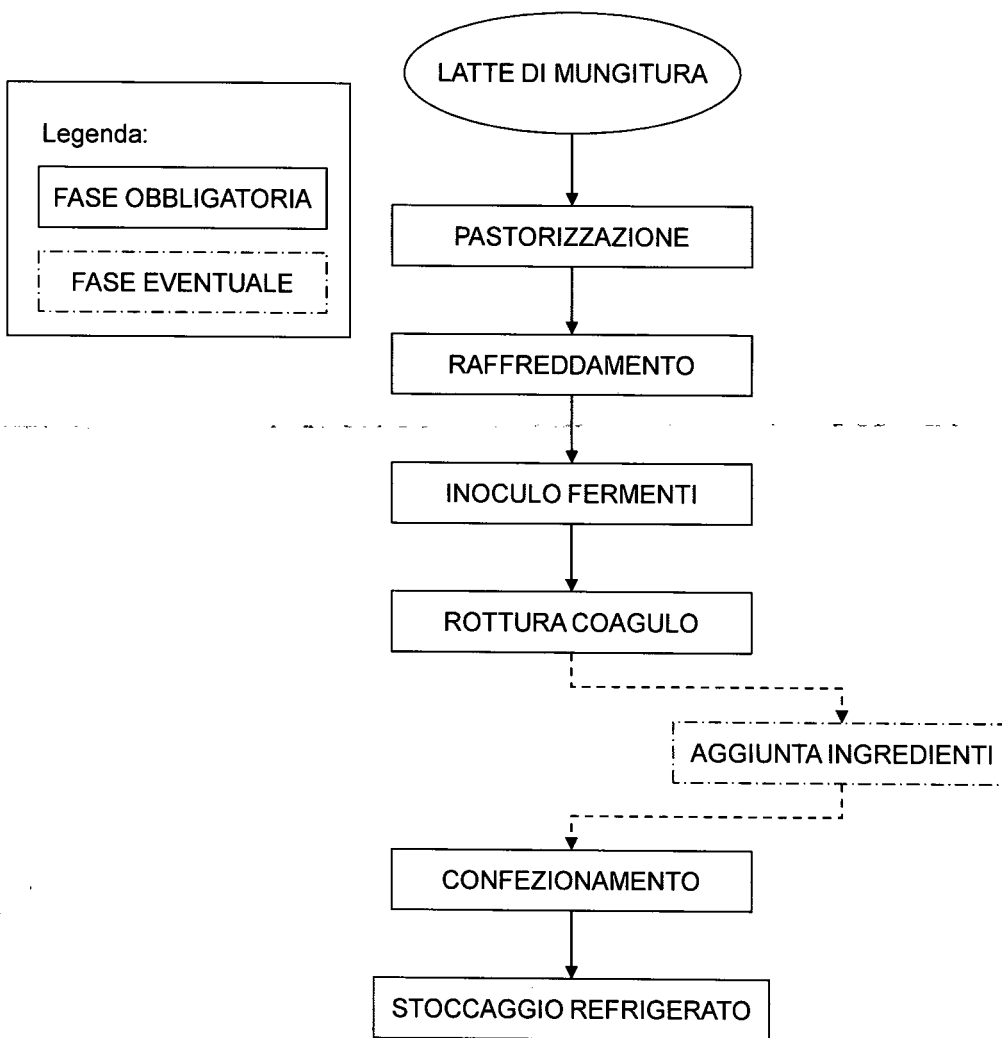 LATTE DI MUNGITURA
Legenda:
FASE OBBLIGATORIA
FASE EVENTUALE
PASTORIZZAZIONE
RAFFREDDAMENTO
INOCULO FERMENTI
ROTTURA COAGULO
AGGIUNTA INGREDIENTI
CONFEZIONAMENTO
STOCCAGGIO REFRIGERATO